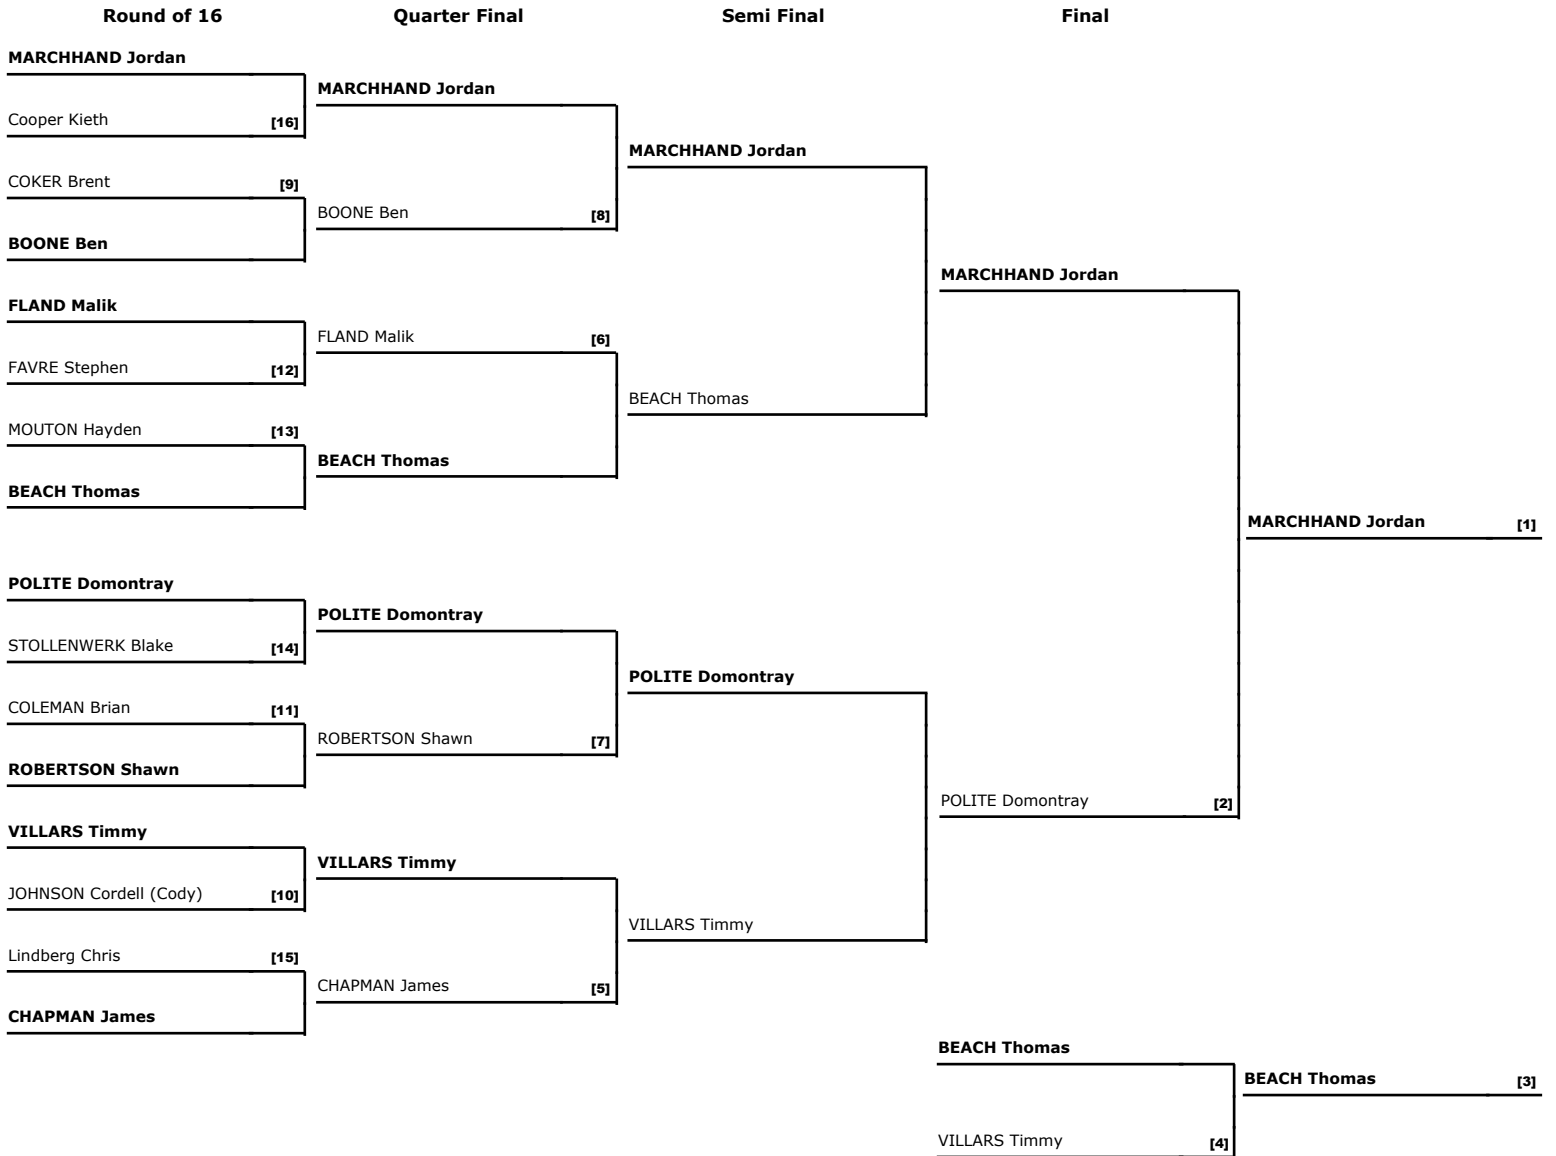 Round of 16 Quarter Final Semi Final Final
MARCHHAND Jordan
MARCHHAND Jordan
Cooper Kieth [16]
MARCHHAND Jordan
COKER Brent [9]
BOONE Ben [8]
BOONE Ben
MARCHHAND Jordan
FLAND Malik
FLAND Malik [6]
FAVRE Stephen [12]
BEACH Thomas
MOUTON Hayden [13]
BEACH Thomas
BEACH Thomas
MARCHHAND Jordan [1]
POLITE Domontray
POLITE Domontray
STOLLENWERK Blake [14]
POLITE Domontray
COLEMAN Brian [11]
ROBERTSON Shawn [7]
ROBERTSON Shawn
POLITE Domontray [2]
VILLARS Timmy
VILLARS Timmy
JOHNSON Cordell (Cody) [10]
VILLARS Timmy
Lindberg Chris [15]
CHAPMAN James [5]
CHAPMAN James
BEACH Thomas
BEACH Thomas [3]
VILLARS Timmy [4]